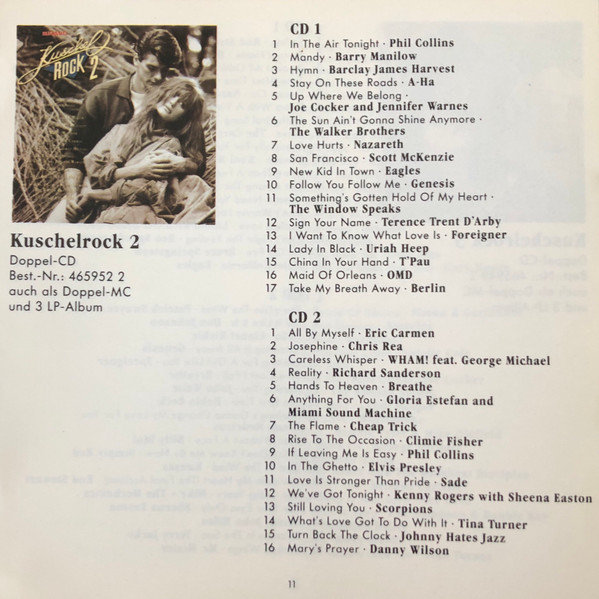 Kuschel
ROCK 2
Kuschelrock 2
Doppel-CD
Best.-Nr.: 465952 2
auch als Doppel-MC
und 3 LP-Album
CD 1
1 In The Air Tonight · Phil Collins
2 Mandy · Barry Manilow
3 Hymn · Barclay James Harvest
4 Stay On These Roads · A-Ha
5 Up Where We Belong ·
Joe Cocker and Jennifer Warnes
6 The Sun Ain't Gonna Shine Anymore ·
The Walker Brothers
7 Love Hurts · Nazareth
8 San Francisco · Scott McKenzie
9 New Kid In Town · Eagles
10 Follow You Follow Me · Genesis
11 Something's Gotten Hold Of My Heart ·
The Window Speaks
12 Sign Your Name · Terence Trent D'Arby
13 I Want To Know What Love Is · Foreigner
14 Lady In Black · Uriah Heep
15 China In Your Hand · T'Pau
16 Maid Of Orleans · OMD
17 Take My Breath Away · Berlin
CD 2
1 All By Myself · Eric Carmen
2 Josephine · Chris Rea
3 Careless Whisper · WHAM! feat. George Michael
4 Reality · Richard Sanderson
5 Hands To Heaven · Breathe
6 Anything For You · Gloria Estefan and
Miami Sound Machine
7 The Flame · Cheap Trick
8 Rise To The Occasion · Climie Fisher
9 If Leaving Me Is Easy · Phil Collins
10 In The Ghetto · Elvis Presley
11 Love Is Stronger Than Pride · Sade
12 We've Got Tonight · Kenny Rogers with Sheena Easton
13 Still Loving You · Scorpions
14 What's Love Got To Do With It · Tina Turner
15 Turn Back The Clock · Johnny Hates Jazz
16 Mary's Prayer · Danny Wilson
11